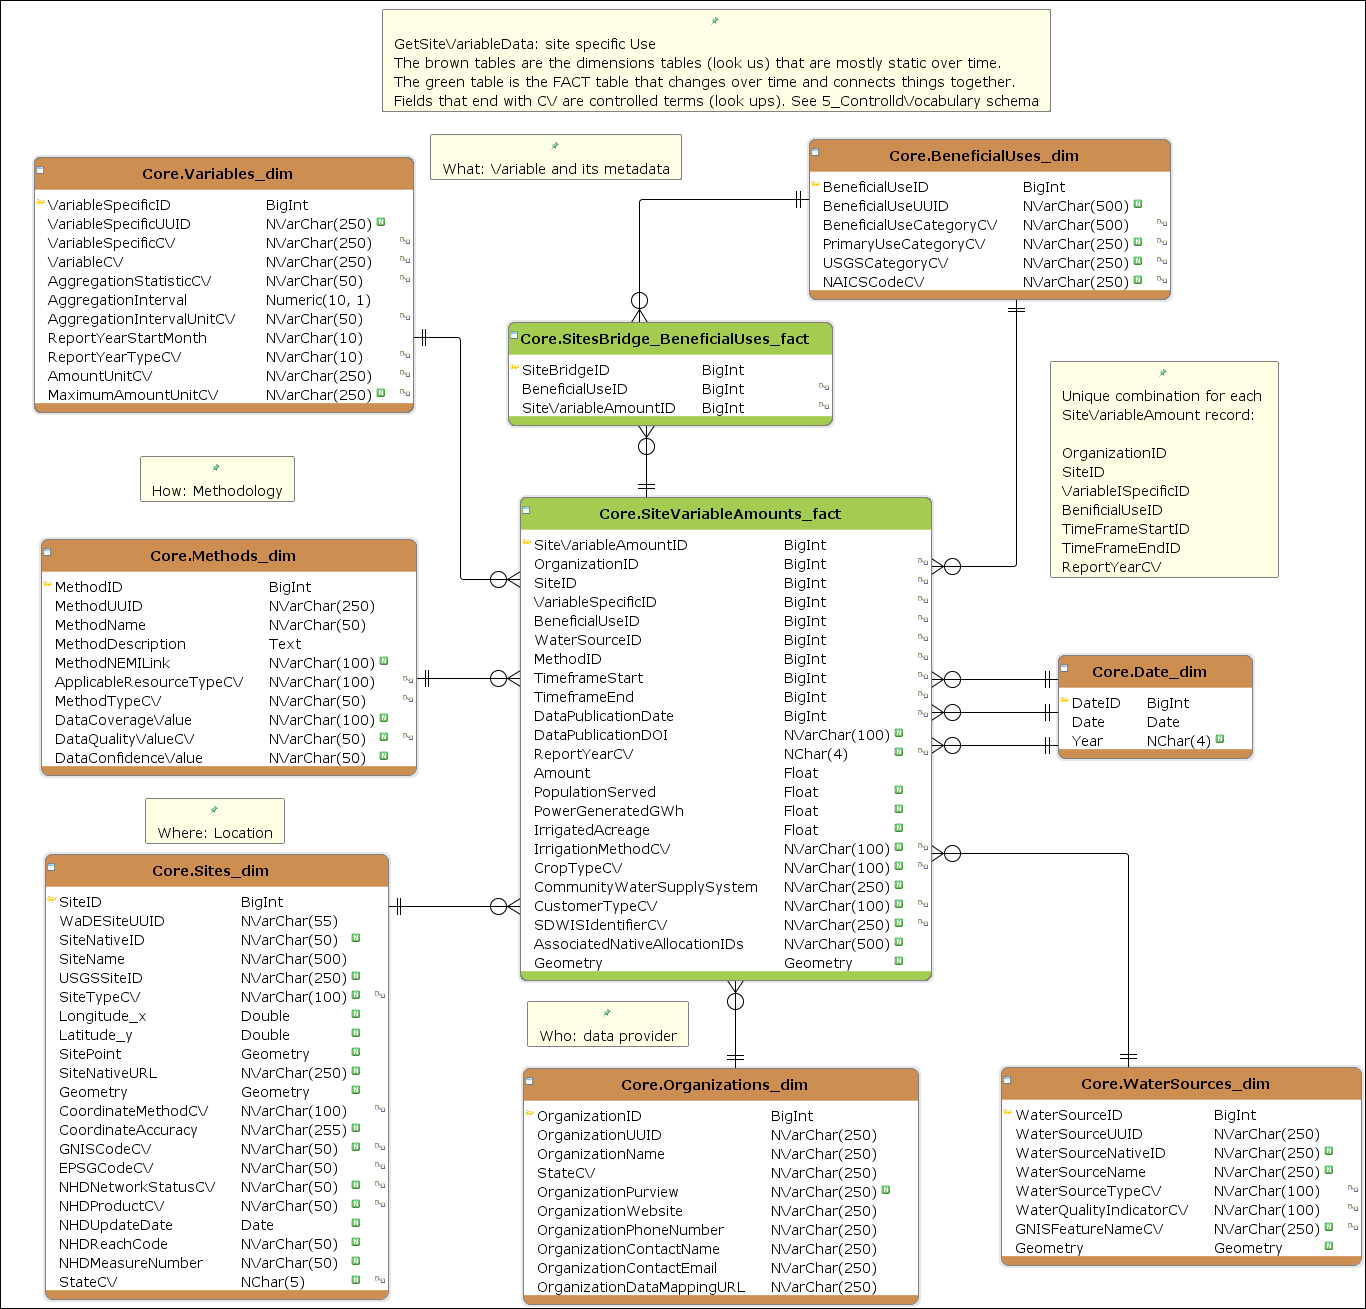 GetSiteVariableData: site specific Use
The brown tables are the dimensions tables (look us) that are mostly static over time.
The green table is the FACT table that changes over time and connects things together.
Fields that end with CV are controlled terms (look ups). See 5_ControlldVocabulary schema
What: Variable and its metadata
Core.Variables_dim
VariableSpecificID BigInt
VariableSpecificUUID NVarChar(250) N
VariableSpecificCV NVarChar(250)
VariableCV NVarChar(250)
AggregationStatisticCV NVarChar(50)
AggregationInterval Numeric(10, 1)
AggregationIntervalUnitCV NVarChar(50)
ReportYearStartMonth NVarChar(10)
ReportYearTypeCV NVarChar(10)
AmountUnitCV NVarChar(250)
MaximumAmountUnitCV NVarChar(250) N
Core.BeneficialUses_dim
BeneficialUseID BigInt
BeneficialUseUUID NVarChar(500) N
BeneficialUseCategoryCV NVarChar(500)
PrimaryUseCategoryCV NVarChar(250) N
USGSCategoryCV NVarChar(250) N
NAICSCodeCV NVarChar(250) N
Core.SitesBridge_BeneficialUses_fact
SiteBridgeID BigInt
BeneficialUseID BigInt
SiteVariableAmountID BigInt
Unique combination for each
SiteVariableAmount record:
OrganizationID
SiteID
VariableISpecificID
BenificialUseID
TimeFrameStartID
TimeFrameEndID
ReportYearCV
How: Methodology
Core.Methods_dim
MethodID BigInt
MethodUUID NVarChar(250)
MethodName NVarChar(50)
MethodDescription Text
MethodNEMILink NVarChar(100) N
ApplicableResourceTypeCV NVarChar(100)
MethodTypeCV NVarChar(50)
DataCoverageValue NVarChar(100) N
DataQualityValueCV NVarChar(50) N
DataConfidenceValue NVarChar(50) N
Core.SiteVariableAmounts_fact
SiteVariableAmountID BigInt
OrganizationID BigInt
SiteID BigInt
VariableSpecificID BigInt
BeneficialUseID BigInt
WaterSourceID BigInt
MethodID BigInt
TimeframeStart BigInt
TimeframeEnd BigInt
DataPublicationDate BigInt
DataPublicationDOI NVarChar(100) N
ReportYearCV NChar(4) N
Amount Float
PopulationServed Float N
PowerGeneratedGWh Float N
IrrigatedAcreage Float N
IrrigationMethodCV NVarChar(100) N
CropTypeCV NVarChar(100) N
CommunityWaterSupplySystem NVarChar(250) N
CustomerTypeCV NVarChar(100) N
SDWISIdentifierCV NVarChar(250) N
AssociatedNativeAllocationIDs NVarChar(500) N
Geometry Geometry N
Core.Date_dim
DateID BigInt
Date Date
Year NChar(4) N
Where: Location
Core.Sites_dim
SiteID BigInt
WaDESiteUUID NVarChar(55)
SiteNativeID NVarChar(50) N
SiteName NVarChar(500)
USGSSiteID NVarChar(250) N
SiteTypeCV NVarChar(100) N
Longitude_x Double N
Latitude_y Double N
SitePoint Geometry N
SiteNativeURL NVarChar(250) N
Geometry Geometry N
CoordinateMethodCV NVarChar(100)
CoordinateAccuracy NVarChar(255) N
GNISCodeCV NVarChar(50) N
EPSGCodeCV NVarChar(50)
NHDNetworkStatusCV NVarChar(50) N
NHDProductCV NVarChar(50) N
NHDUpdateDate Date N
NHDReachCode NVarChar(50) N
NHDMeasureNumber NVarChar(50) N
StateCV NChar(5) N
Who: data provider
Core.Organizations_dim
OrganizationID BigInt
OrganizationUUID NVarChar(250)
OrganizationName NVarChar(250)
StateCV NVarChar(250)
OrganizationPurview NVarChar(250) N
OrganizationWebsite NVarChar(250)
OrganizationPhoneNumber NVarChar(250)
OrganizationContactName NVarChar(250)
OrganizationContactEmail NVarChar(250)
OrganizationDataMappingURL NVarChar(250)
Core.WaterSources_dim
WaterSourceID BigInt
WaterSourceUUID NVarChar(250)
WaterSourceNativeID NVarChar(250) N
WaterSourceName NVarChar(250) N
WaterSourceTypeCV NVarChar(100)
WaterQualityIndicatorCV NVarChar(100)
GNISFeatureNameCV NVarChar(250) N
Geometry Geometry N